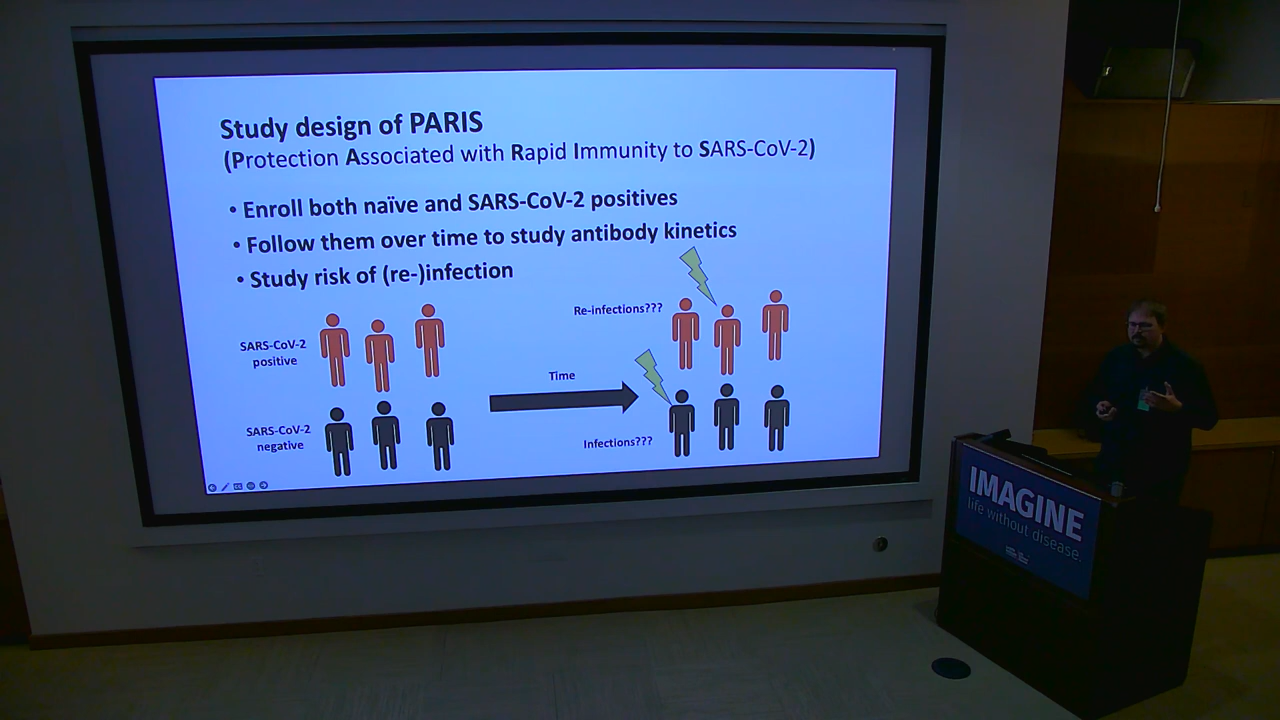 Study design of PARIS
(Protection Associated with Rapid Immunity to SARS-CoV-2)
• Enroll both naïve and SARS-CoV-2 positives
• Follow them over time to study antibody kinetics
• Study risk of (re-)infection
Re-infections???
SARS-CoV-2
positive
Time
SARS-CoV-2
negative
Infections???
IMAGINE
life without disease.